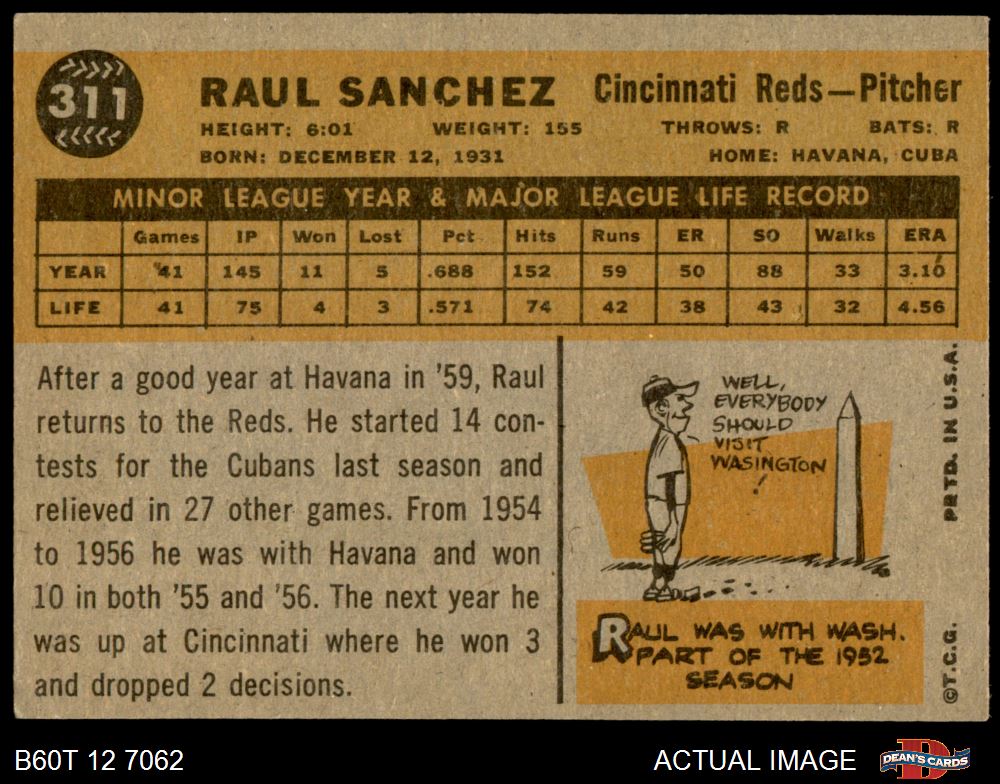 311
RAUL SANCHEZ Cincinnati Reds—Pitcher
HEIGHT: 6:01 WEIGHT: 155 THROWS: R BATS: R
BORN: DECEMBER 12, 1931 HOME: HAVANA, CUBA
MINOR LEAGUE YEAR & MAJOR LEAGUE LIFE RECORD
Games IP Won Lost Pct. Hits Runs ER SO Walks ERA
YEAR 41 145 11 5 .688 152 59 50 88 33 3.10
LIFE 41 75 4 3 .571 74 42 38 43 32 4.56
After a good year at Havana in '59, Raul
returns to the Reds. He started 14 con-
tests for the Cubans last season and
relieved in 27 other games. From 1954
to 1956 he was with Havana and won
10 in both '55 and '56. The next year he
was up at Cincinnati where he won 3
and dropped 2 decisions.
WELL,
EVERYBODY
SHOULD
VISIT
WASINGTON
!
RAUL WAS WITH WASH.
PART OF THE 1952
SEASON
©T.C.G. PRTD. IN U.S.A.
B60T 12 7062 ACTUAL IMAGE D DEAN'S CARDS